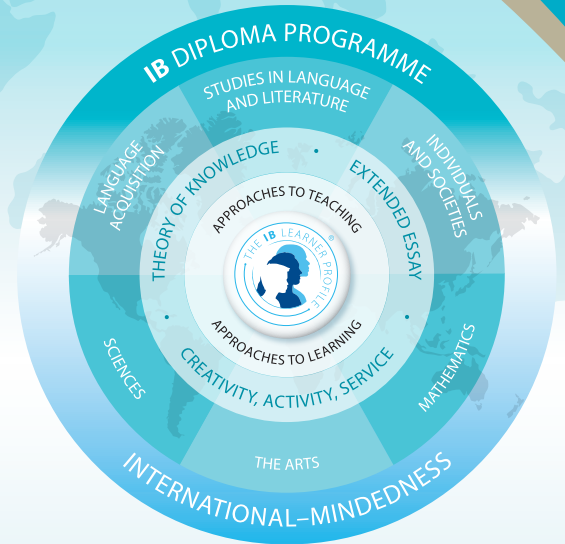 IB DIPLOMA PROGRAMME
STUDIES IN LANGUAGE
AND LITERATURE
LANGUAGE
ACQUISITION
INDIVIDUALS
AND SOCIETIES
THEORY OF KNOWLEDGE
•
EXTENDED ESSAY
APPROACHES TO TEACHING
THE IB LEARNER PROFILE
®
APPROACHES TO LEARNING
•
CREATIVITY, ACTIVITY, SERVICE
•
SCIENCES
MATHEMATICS
THE ARTS
INTERNATIONAL–MINDEDNESS